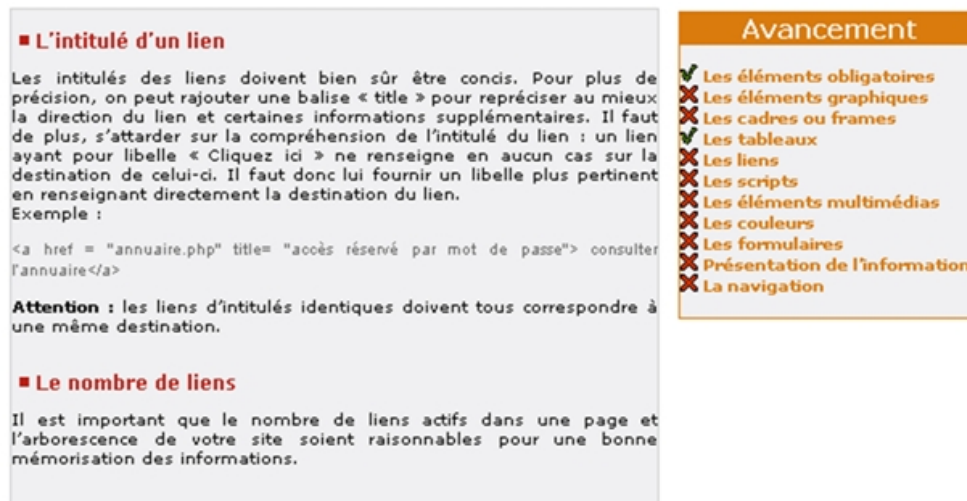 L'intitulé d'un lien
Les intitulés des liens doivent bien sûr être concis. Pour plus de
précision, on peut rajouter une balise « title » pour repréciser au mieux
la direction du lien et certaines informations supplémentaires. Il faut
de plus, s'attarder sur la compréhension de l'intitulé du lien : un lien
ayant pour libelle « Cliquez ici » ne renseigne en aucun cas sur la
destination de celui-ci. Il faut donc lui fournir un libelle plus pertinent
en renseignant directement la destination du lien.
Exemple :
<a href = "annuaire.php" title= "accès réservé par mot de passe"> consulter
l'annuaire</a>
Attention : les liens d'intitulés identiques doivent tous correspondre à
une même destination.
Le nombre de liens
Il est important que le nombre de liens actifs dans une page et
l'arborescence de votre site soient raisonnables pour une bonne
mémorisation des informations.
Avancement
Les éléments obligatoires
Les éléments graphiques
Les cadres ou frames
Les tableaux
Les liens
Les scripts
Les éléments multimédias
Les couleurs
Les formulaires
Présentation de l'information
La navigation